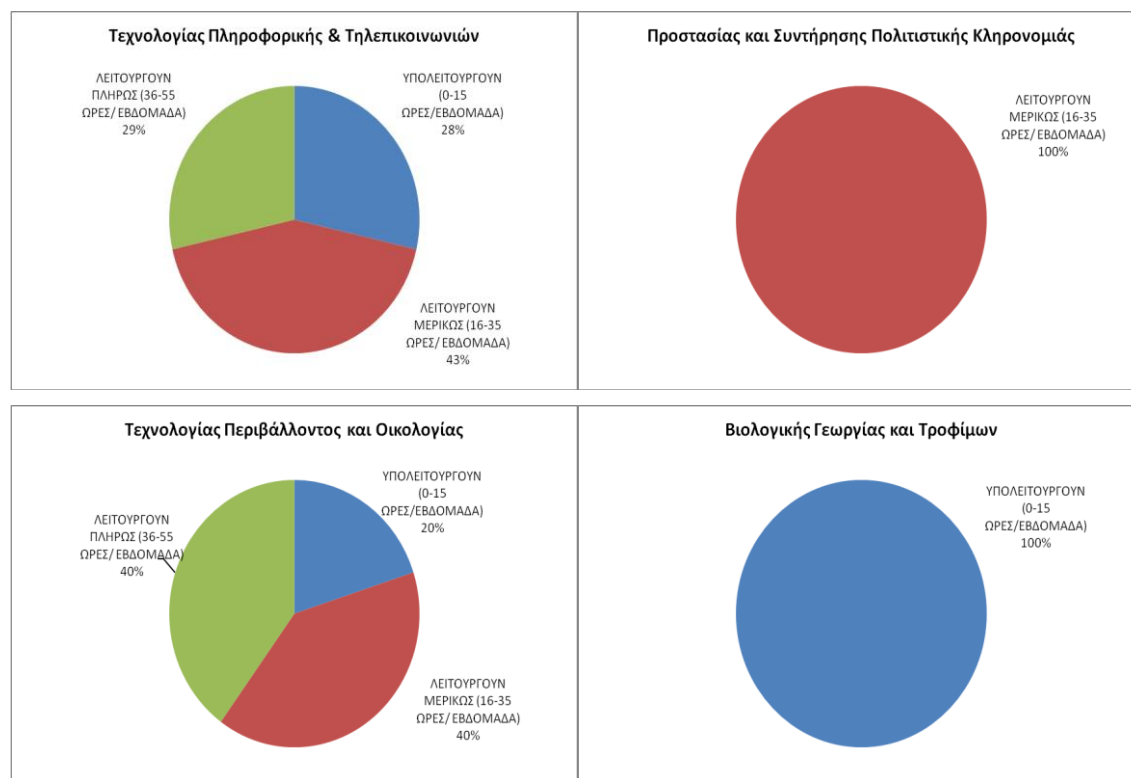 Τεχνολογίας Πληροφορικής & Τηλεπικοινωνιών
ΛΕΙΤΟΥΡΓΟΥΝ
ΠΛΗΡΩΣ (36-55
ΩΡΕΣ/ ΕΒΔΟΜΑΔΑ)
29%
ΥΠΟΛΕΙΤΟΥΡΓΟΥΝ
(0-15
ΩΡΕΣ/ΕΒΔΟΜΑΔΑ)
28%
ΛΕΙΤΟΥΡΓΟΥΝ
ΜΕΡΙΚΩΣ (16-35
ΩΡΕΣ/ ΕΒΔΟΜΑΔΑ)
43%
Προστασίας και Συντήρησης Πολιτιστικής Κληρονομιάς
ΛΕΙΤΟΥΡΓΟΥΝ
ΜΕΡΙΚΩΣ (16-35
ΩΡΕΣ/ ΕΒΔΟΜΑΔΑ)
100%
Τεχνολογίας Περιβάλλοντος και Οικολογίας
ΥΠΟΛΕΙΤΟΥΡΓΟΥΝ
(0-15
ΩΡΕΣ/ΕΒΔΟΜΑΔΑ)
20%
ΛΕΙΤΟΥΡΓΟΥΝ
ΠΛΗΡΩΣ (36-55
ΩΡΕΣ/ ΕΒΔΟΜΑΔΑ)
40%
ΛΕΙΤΟΥΡΓΟΥΝ
ΜΕΡΙΚΩΣ (16-35
ΩΡΕΣ/ ΕΒΔΟΜΑΔΑ)
40%
Βιολογικής Γεωργίας και Τροφίμων
ΥΠΟΛΕΙΤΟΥΡΓΟΥΝ
(0-15
ΩΡΕΣ/ΕΒΔΟΜΑΔΑ)
100%